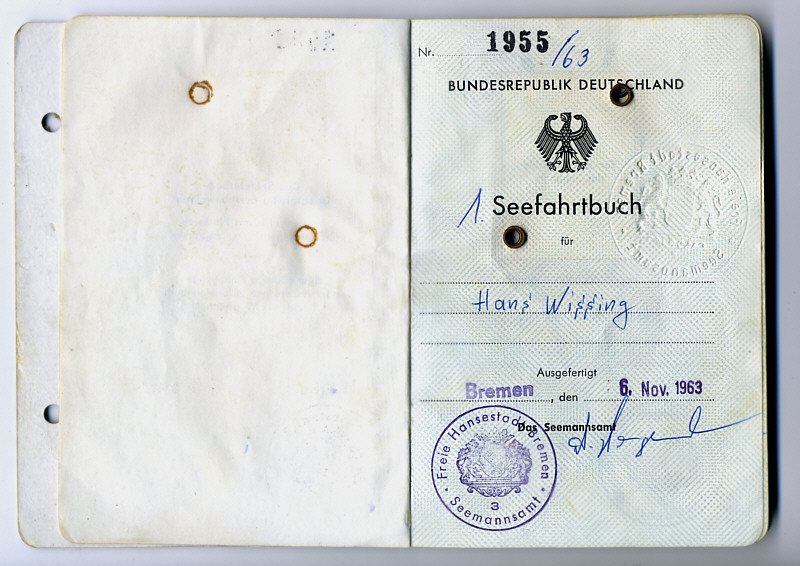 Nr. 1955/63
BUNDESREPUBLIK DEUTSCHLAND
1. Seefahrtbuch
für
Hans Wissing
Ausgefertigt
Bremen, den 6. Nov. 1963
Das Seemannsamt
Freie Hansestadt Bremen
Seemannsamt
3